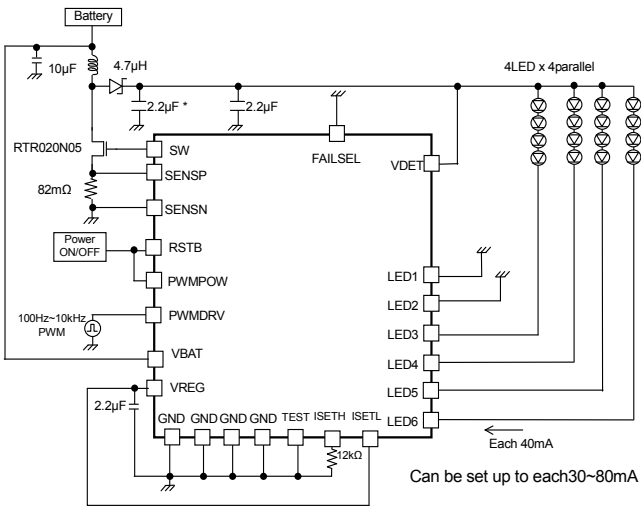 Battery
10μF
4.7μH
4LED x 4parallel
2.2μF *
2.2μF
RTR020N05
SW
FAILSEL
SENSP
VDET
82mΩ
SENSN
Power
ON/OFF
RSTB
PWMPOW
LED1
LED2
100Hz~10kHz
PWM
PWMDRV
LED3
VBAT
LED4
VREG
LED5
2.2μF
GND GND GND GND TEST ISETH ISETL
LED6
Each 40mA
12kΩ
Can be set up to each30~80mA